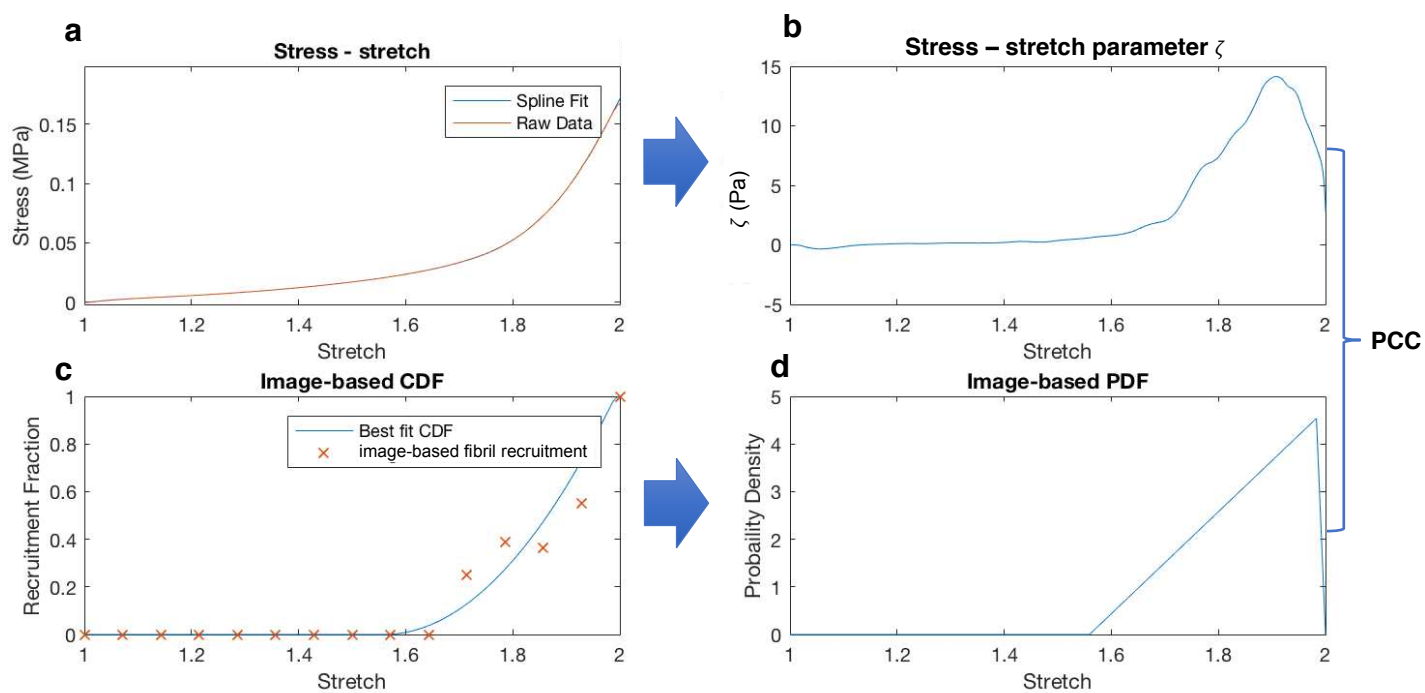 a
Stress - stretch
Spline Fit
Raw Data
Stress (MPa)
0.15
0.1
0.05
0
1 1.2 1.4 1.6 1.8 2
Stretch
b
Stress – stretch parameter ζ
ζ (Pa)
15
10
5
0
-5
1 1.2 1.4 1.6 1.8 2
Stretch
PCC
c
Image-based CDF
Best fit CDF
image-based fibril recruitment
Recruitment Fraction
1
0.8
0.6
0.4
0.2
0
1 1.2 1.4 1.6 1.8 2
Stretch
d
Image-based PDF
Probaility Density
5
4
3
2
1
0
1 1.2 1.4 1.6 1.8 2
Stretch